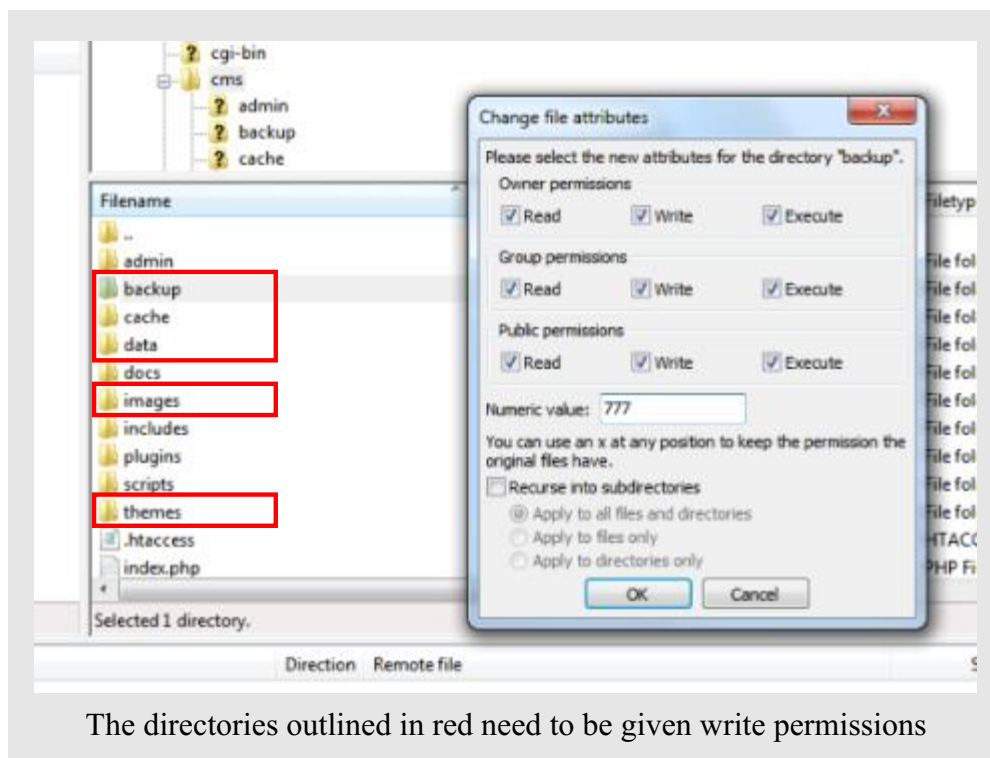 cgi-bin
cms
admin
backup
cache
Filename
..
admin
backup
cache
data
docs
images
includes
plugins
scripts
themes
.htaccess
index.php
Selected 1 directory.
Direction Remote file
Change file attributes
Please select the new attributes for the directory "backup".
Owner permissions
Read Write Execute
Group permissions
Read Write Execute
Public permissions
Read Write Execute
Numeric value: 777
You can use an x at any position to keep the permission the
original files have.
Recurse into subdirectories
Apply to all files and directories
Apply to files only
Apply to directories only
OK Cancel
Filetyp
File fol
File fol
File fol
File fol
File fol
File fol
File fol
File fol
File fol
File fol
HTACC
PHP Fi
S
The directories outlined in red need to be given write permissions